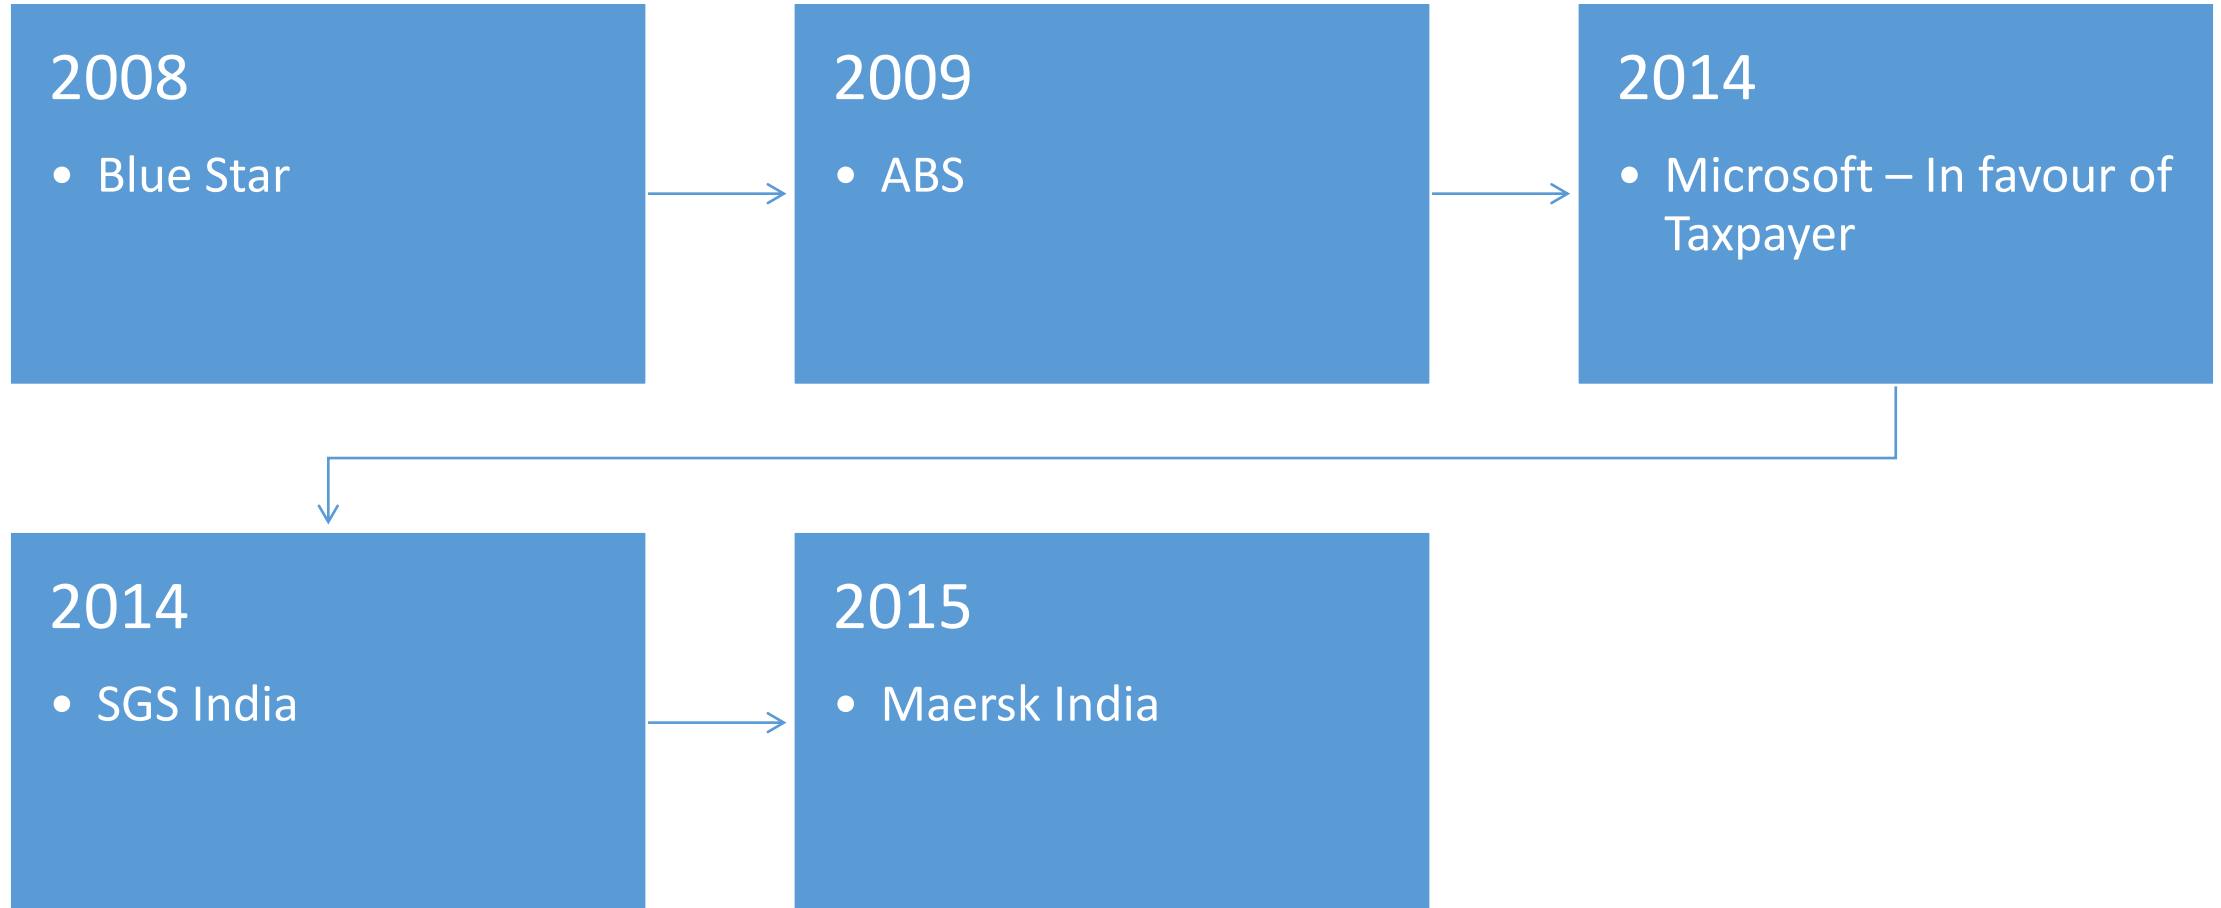 2008
• Blue Star
2009
• ABS
2014
• Microsoft – In favour of
Taxpayer
2014
• SGS India
2015
• Maersk India